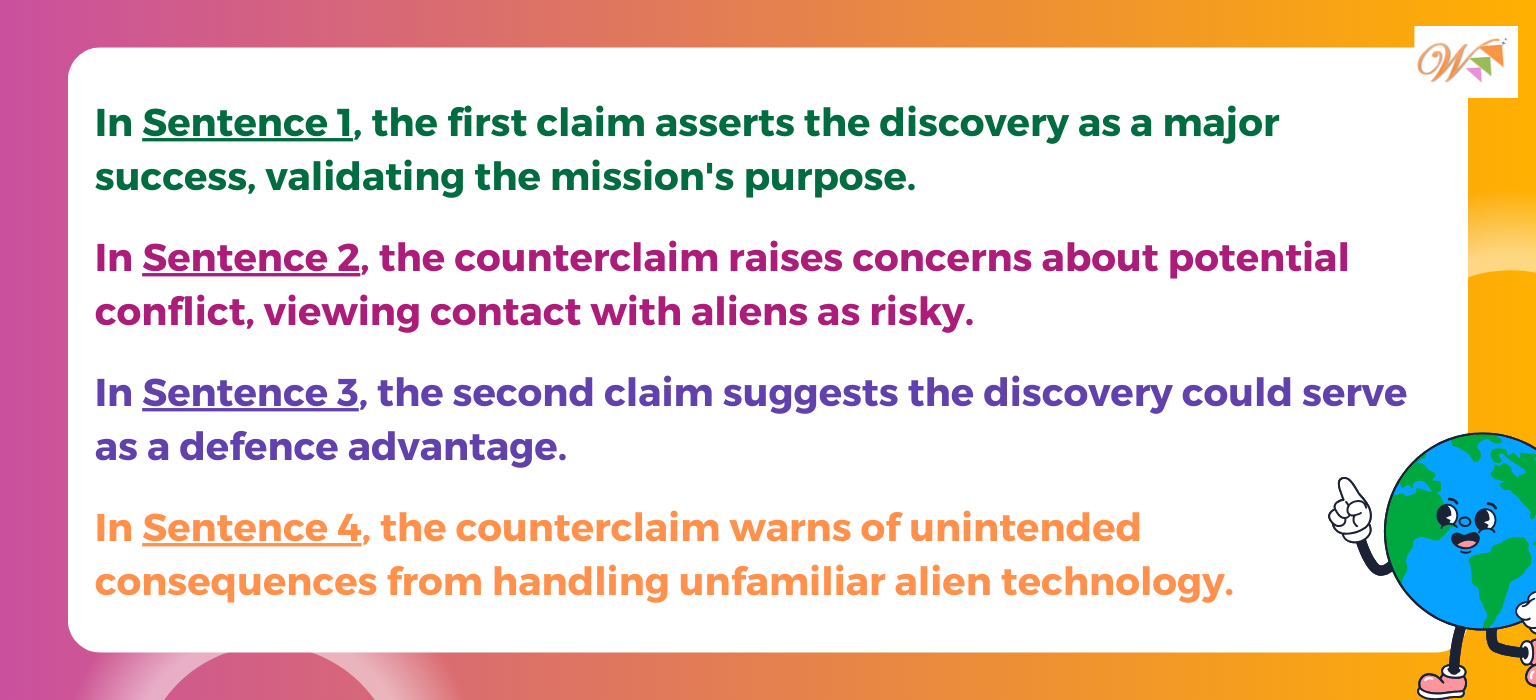 In Sentence 1, the first claim asserts the discovery as a major
success, validating the mission's purpose.
In Sentence 2, the counterclaim raises concerns about potential
conflict, viewing contact with aliens as risky.
In Sentence 3, the second claim suggests the discovery could serve
as a defence advantage.
In Sentence 4, the counterclaim warns of unintended
consequences from handling unfamiliar alien technology.
W